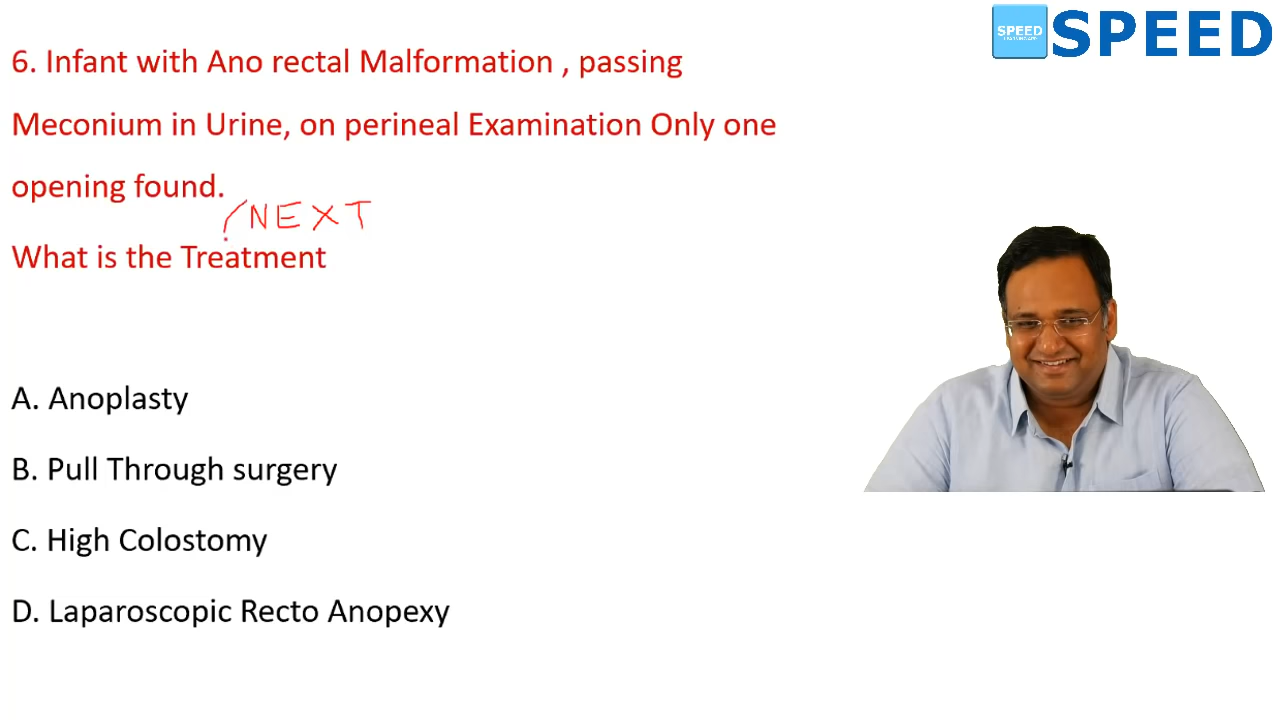 SPEED
SPEED
6. Infant with Ano rectal Malformation , passing
Meconium in Urine, on perineal Examination Only one
opening found.
NEXT
What is the Treatment
A. Anoplasty
B. Pull Through surgery
C. High Colostomy
D. Laparoscopic Recto Anopexy